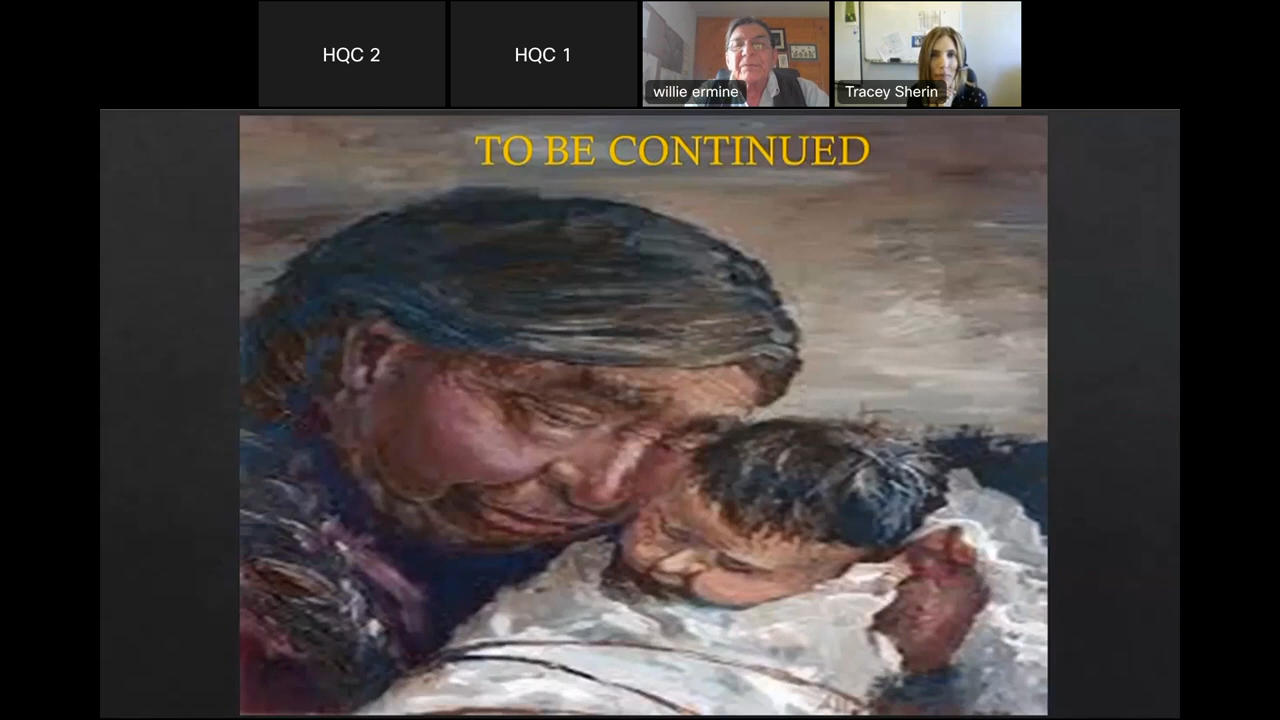 HQC 2
HQC 1
willie ermine
Tracey Sherin
TO BE CONTINUED